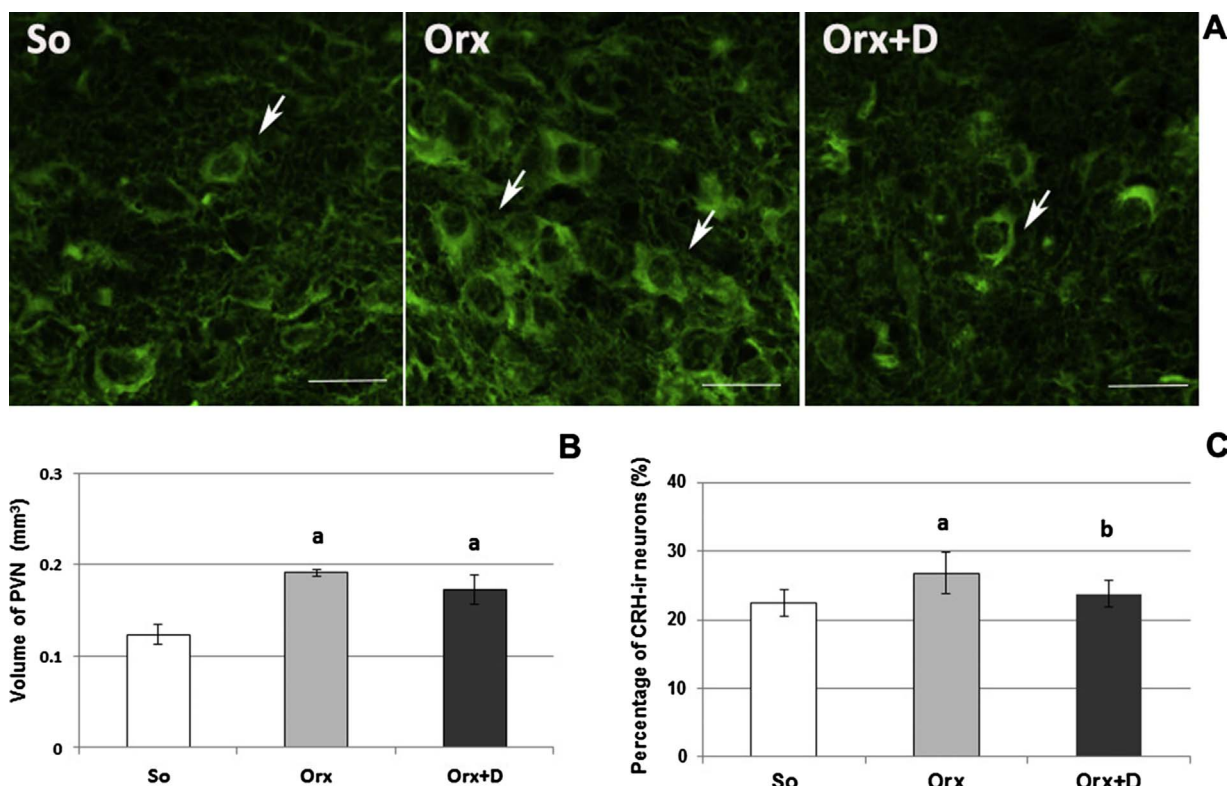 So
Orx
Orx+D
A
B
Volume of PVN (mm³)
0.3
0.2
0.1
0
a
a
So
Orx
Orx+D
C
Percentage of CRH-ir neurons (%)
40
30
20
10
0
a
b
So
Orx
Orx+D